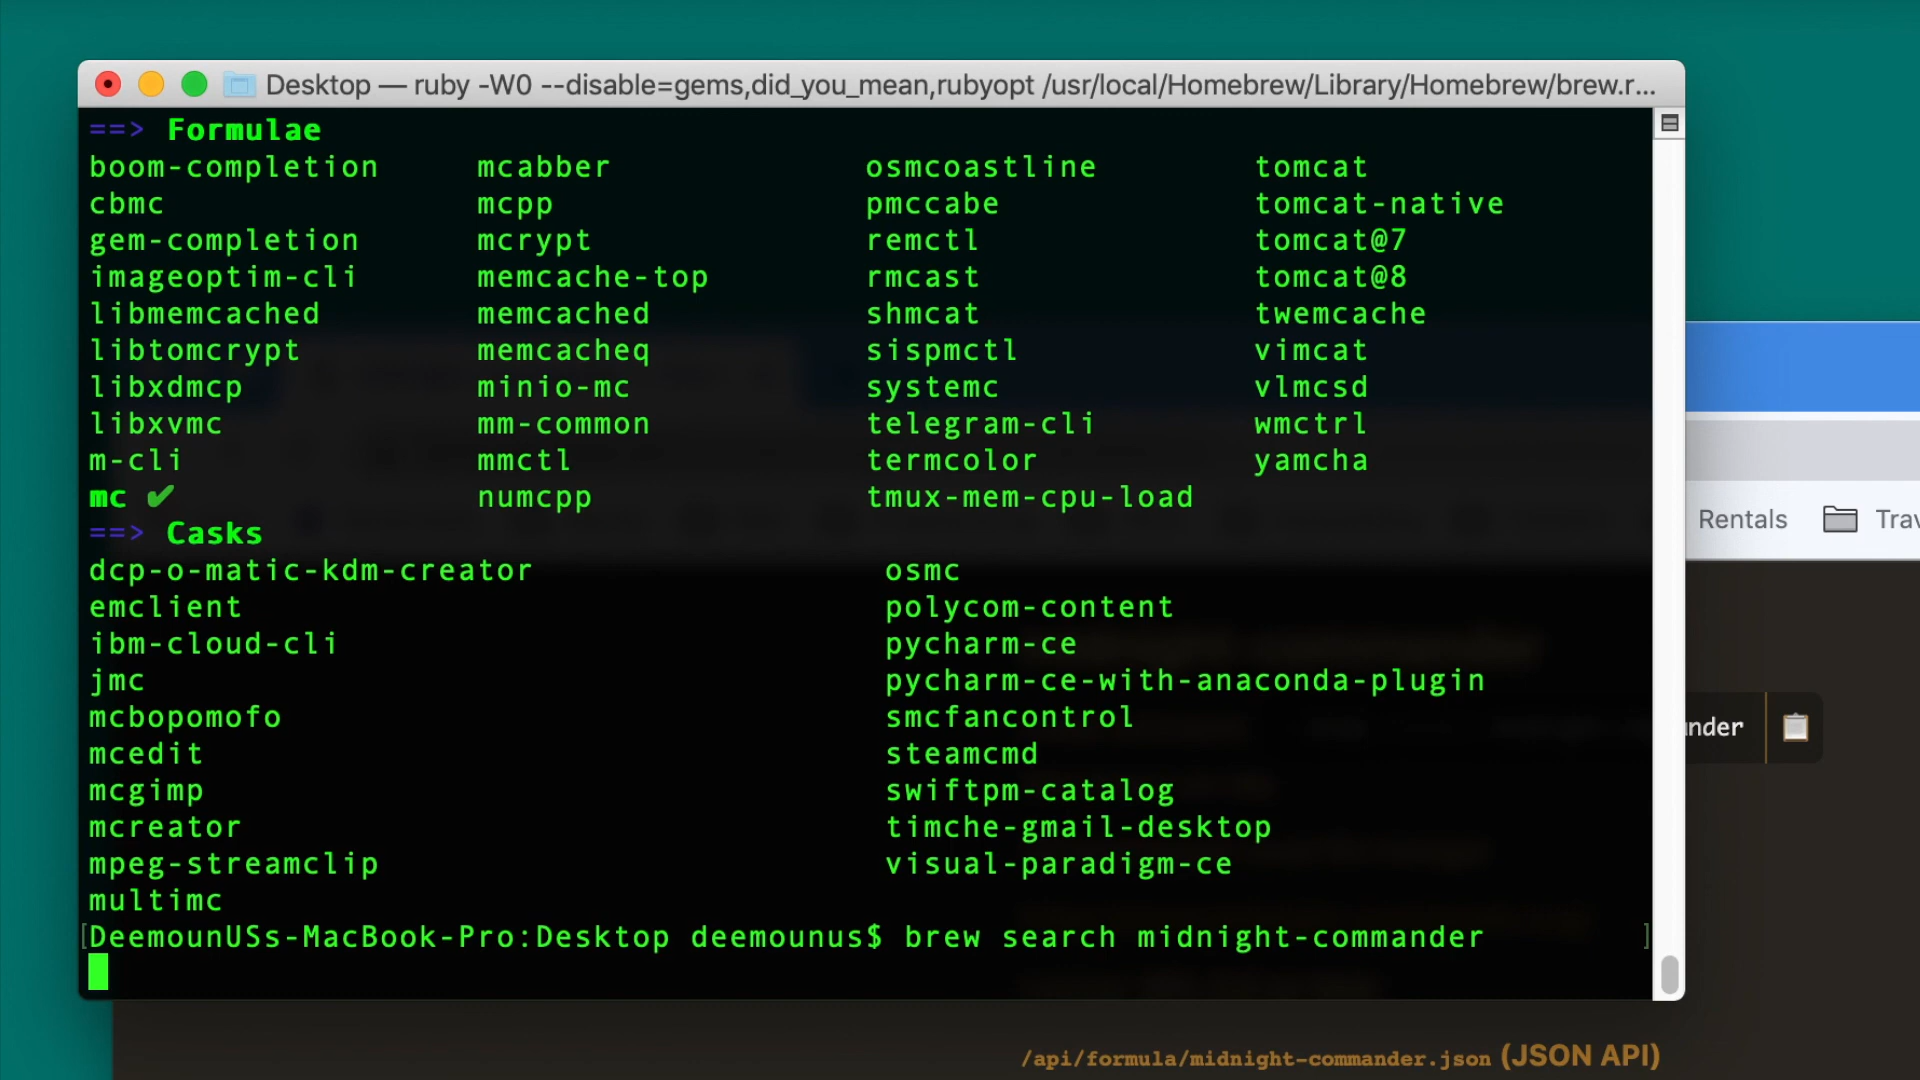 Desktop — ruby -W0 --disable=gems,did_you_mean,rubyopt /usr/local/Homebrew/Library/Homebrew/brew.r...
==> Formulae
boom-completion mcabber osmcoastline tomcat
cbmc mcpp pmccabe tomcat-native
gem-completion mcrypt remctl tomcat@7
imageoptim-cli memcache-top rmcast tomcat@8
libmemcached memcached shmcat twemcache
libtomcrypt memcacheq sispmctl vimcat
libxdmcp minio-mc systemc vlmcsd
libxvmc mm-common telegram-cli wmctrl
m-cli mmctl termcolor yamcha
mc ✔ numcpp tmux-mem-cpu-load
==> Casks
dcp-o-matic-kdm-creator osmc
emclient polycom-content
ibm-cloud-cli pycharm-ce
jmc pycharm-ce-with-anaconda-plugin
mcbopomofo smcfancontrol
mcedit steamcmd
mcgimp swiftpm-catalog
mcreator timche-gmail-desktop
mpeg-streamclip visual-paradigm-ce
multimc
[DeemounUSs-MacBook-Pro:Desktop deemounus$ brew search midnight-commander ]
Rentals Trav
nder
/api/formula/midnight-commander.json (JSON API)